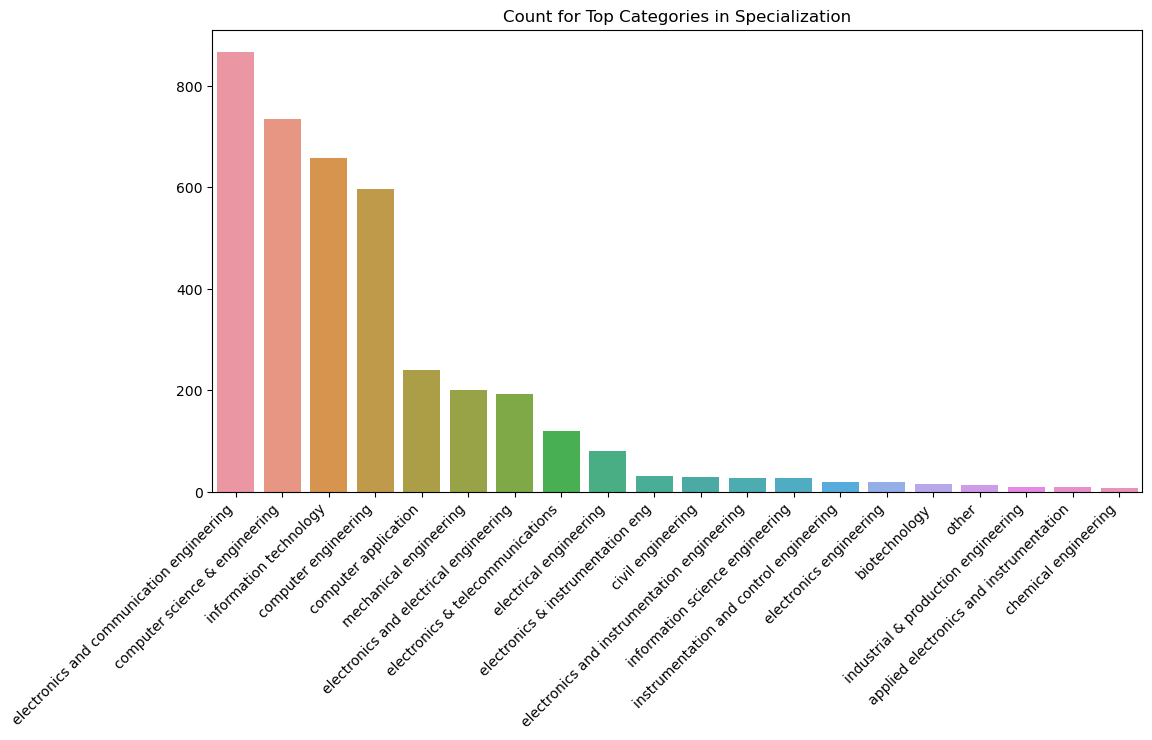 Count for Top Categories in Specialization
800
600
400
200
0
electronics and communication engineering
computer science & engineering
information technology
computer engineering
computer application
mechanical engineering
electronics and electrical engineering
electronics & telecommunications
electrical engineering
electronics & instrumentation eng
civil engineering
electronics and instrumentation engineering
information science engineering
instrumentation and control engineering
electronics engineering
biotechnology
other
industrial & production engineering
applied electronics and instrumentation
chemical engineering